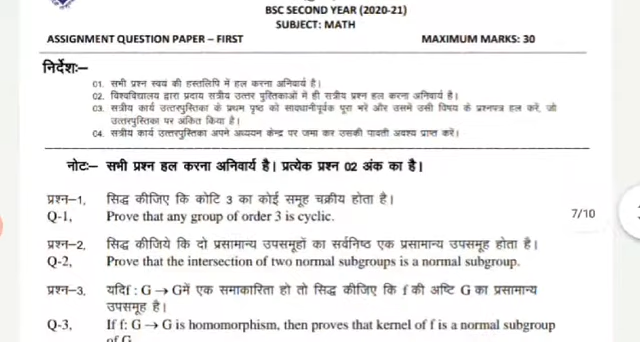 BSC SECOND YEAR (2020-21)
SUBJECT: MATH
ASSIGNMENT QUESTION PAPER – FIRST MAXIMUM MARKS: 30
निर्देश:–
01. सभी प्रश्न स्वयं की हस्तलिपि में हल करना अनिवार्य है।
02. विश्वविद्यालय द्वारा प्रदाय सत्रीय उत्तर पुस्तिकाओं में ही सत्रीय प्रश्न हल करना अनिवार्य है।
03. सत्रीय कार्य उत्तरपुस्तिका के प्रथम पृष्ठ को सावधानीपूर्वक पूरा भरें और उसमें उसी विषय के प्रश्नपत्र हल करें, जो
उत्तरपुस्तिका पर अंकित किया है।
04. सत्रीय कार्य उत्तरपुस्तिका अपने अध्ययन केन्द्र पर जमा कर उसकी पावती अवश्य प्राप्त करें।
नोट:– सभी प्रश्न हल करना अनिवार्य है। प्रत्येक प्रश्न 02 अंक का है।
प्रश्न–1, सिद्ध कीजिए कि कोटि 3 का कोई समूह चक्रीय होता है।
Q-1, Prove that any group of order 3 is cyclic.
7/10
प्रश्न–2, सिद्ध कीजिये कि दो प्रसामान्य उपसमूहों का सर्वनिष्ठ एक प्रसामान्य उपसमूह होता है।
Q-2, Prove that the intersection of two normal subgroups is a normal subgroup.
प्रश्न–3, यदिf : G → Gमें एक समाकारिता हो तो सिद्ध कीजिए कि f की अष्टि G का प्रसामान्य
उपसमूह है।
Q-3, If f: G → G is homomorphism, then proves that kernel of f is a normal subgroup
of G